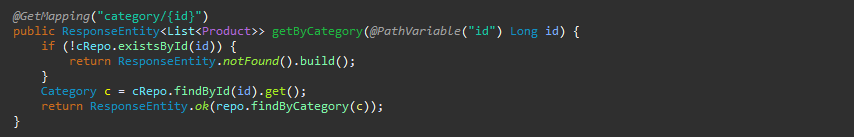 @GetMapping("category/{id}")
public ResponseEntity<List<Product>> getByCategory(@PathVariable("id") Long id) {
    if (!cRepo.existsById(id)) {
        return ResponseEntity.notFound().build();
    }
    Category c = cRepo.findById(id).get();
    return ResponseEntity.ok(repo.findByCategory(c));
}